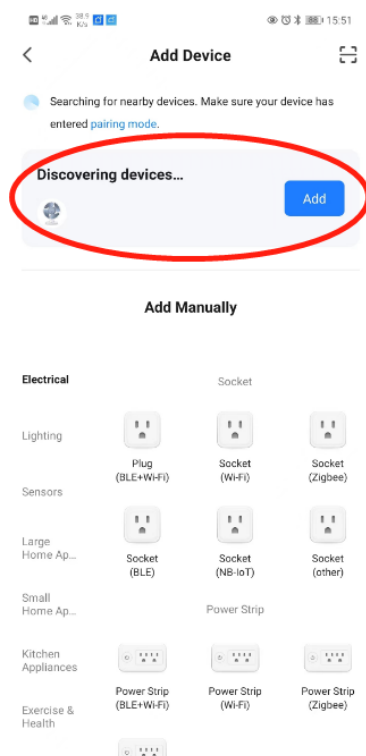 38.9
K/s
15:51
Add Device
Searching for nearby devices. Make sure your device has
entered pairing mode.
Discovering devices...
Add
Add Manually
Electrical
Socket
Lighting
Plug
(BLE+Wi-Fi)
Socket
(Wi-Fi)
Socket
(Zigbee)
Sensors
Large
Home Ap...
Socket
(BLE)
Socket
(NB-IoT)
Socket
(other)
Small
Home Ap...
Power Strip
Kitchen
Appliances
Power Strip
(BLE+Wi-Fi)
Power Strip
(Wi-Fi)
Power Strip
(Zigbee)
Exercise &
Health